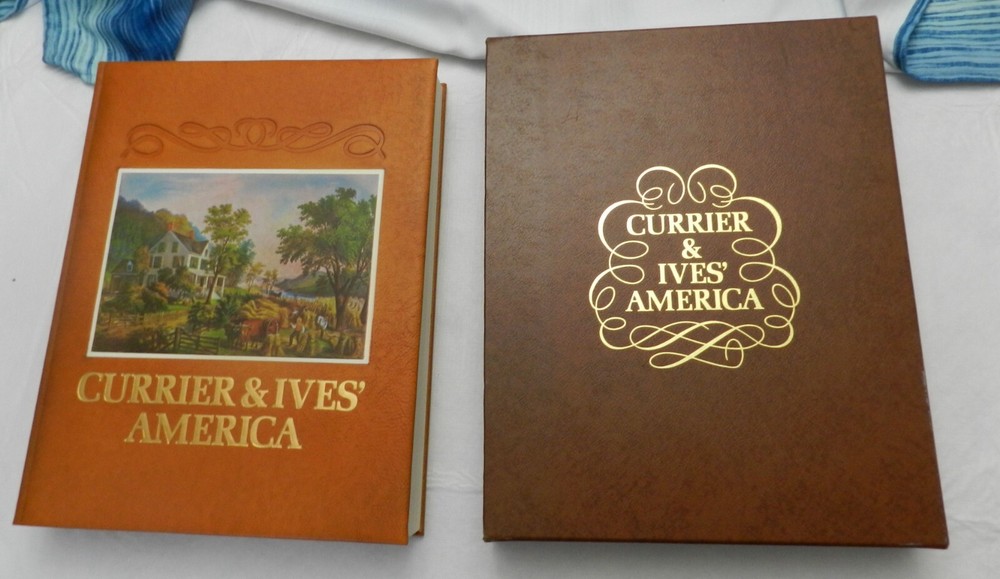 CURRIER & IVES'
AMERICA
CURRIER
&
IVES'
AMERICA